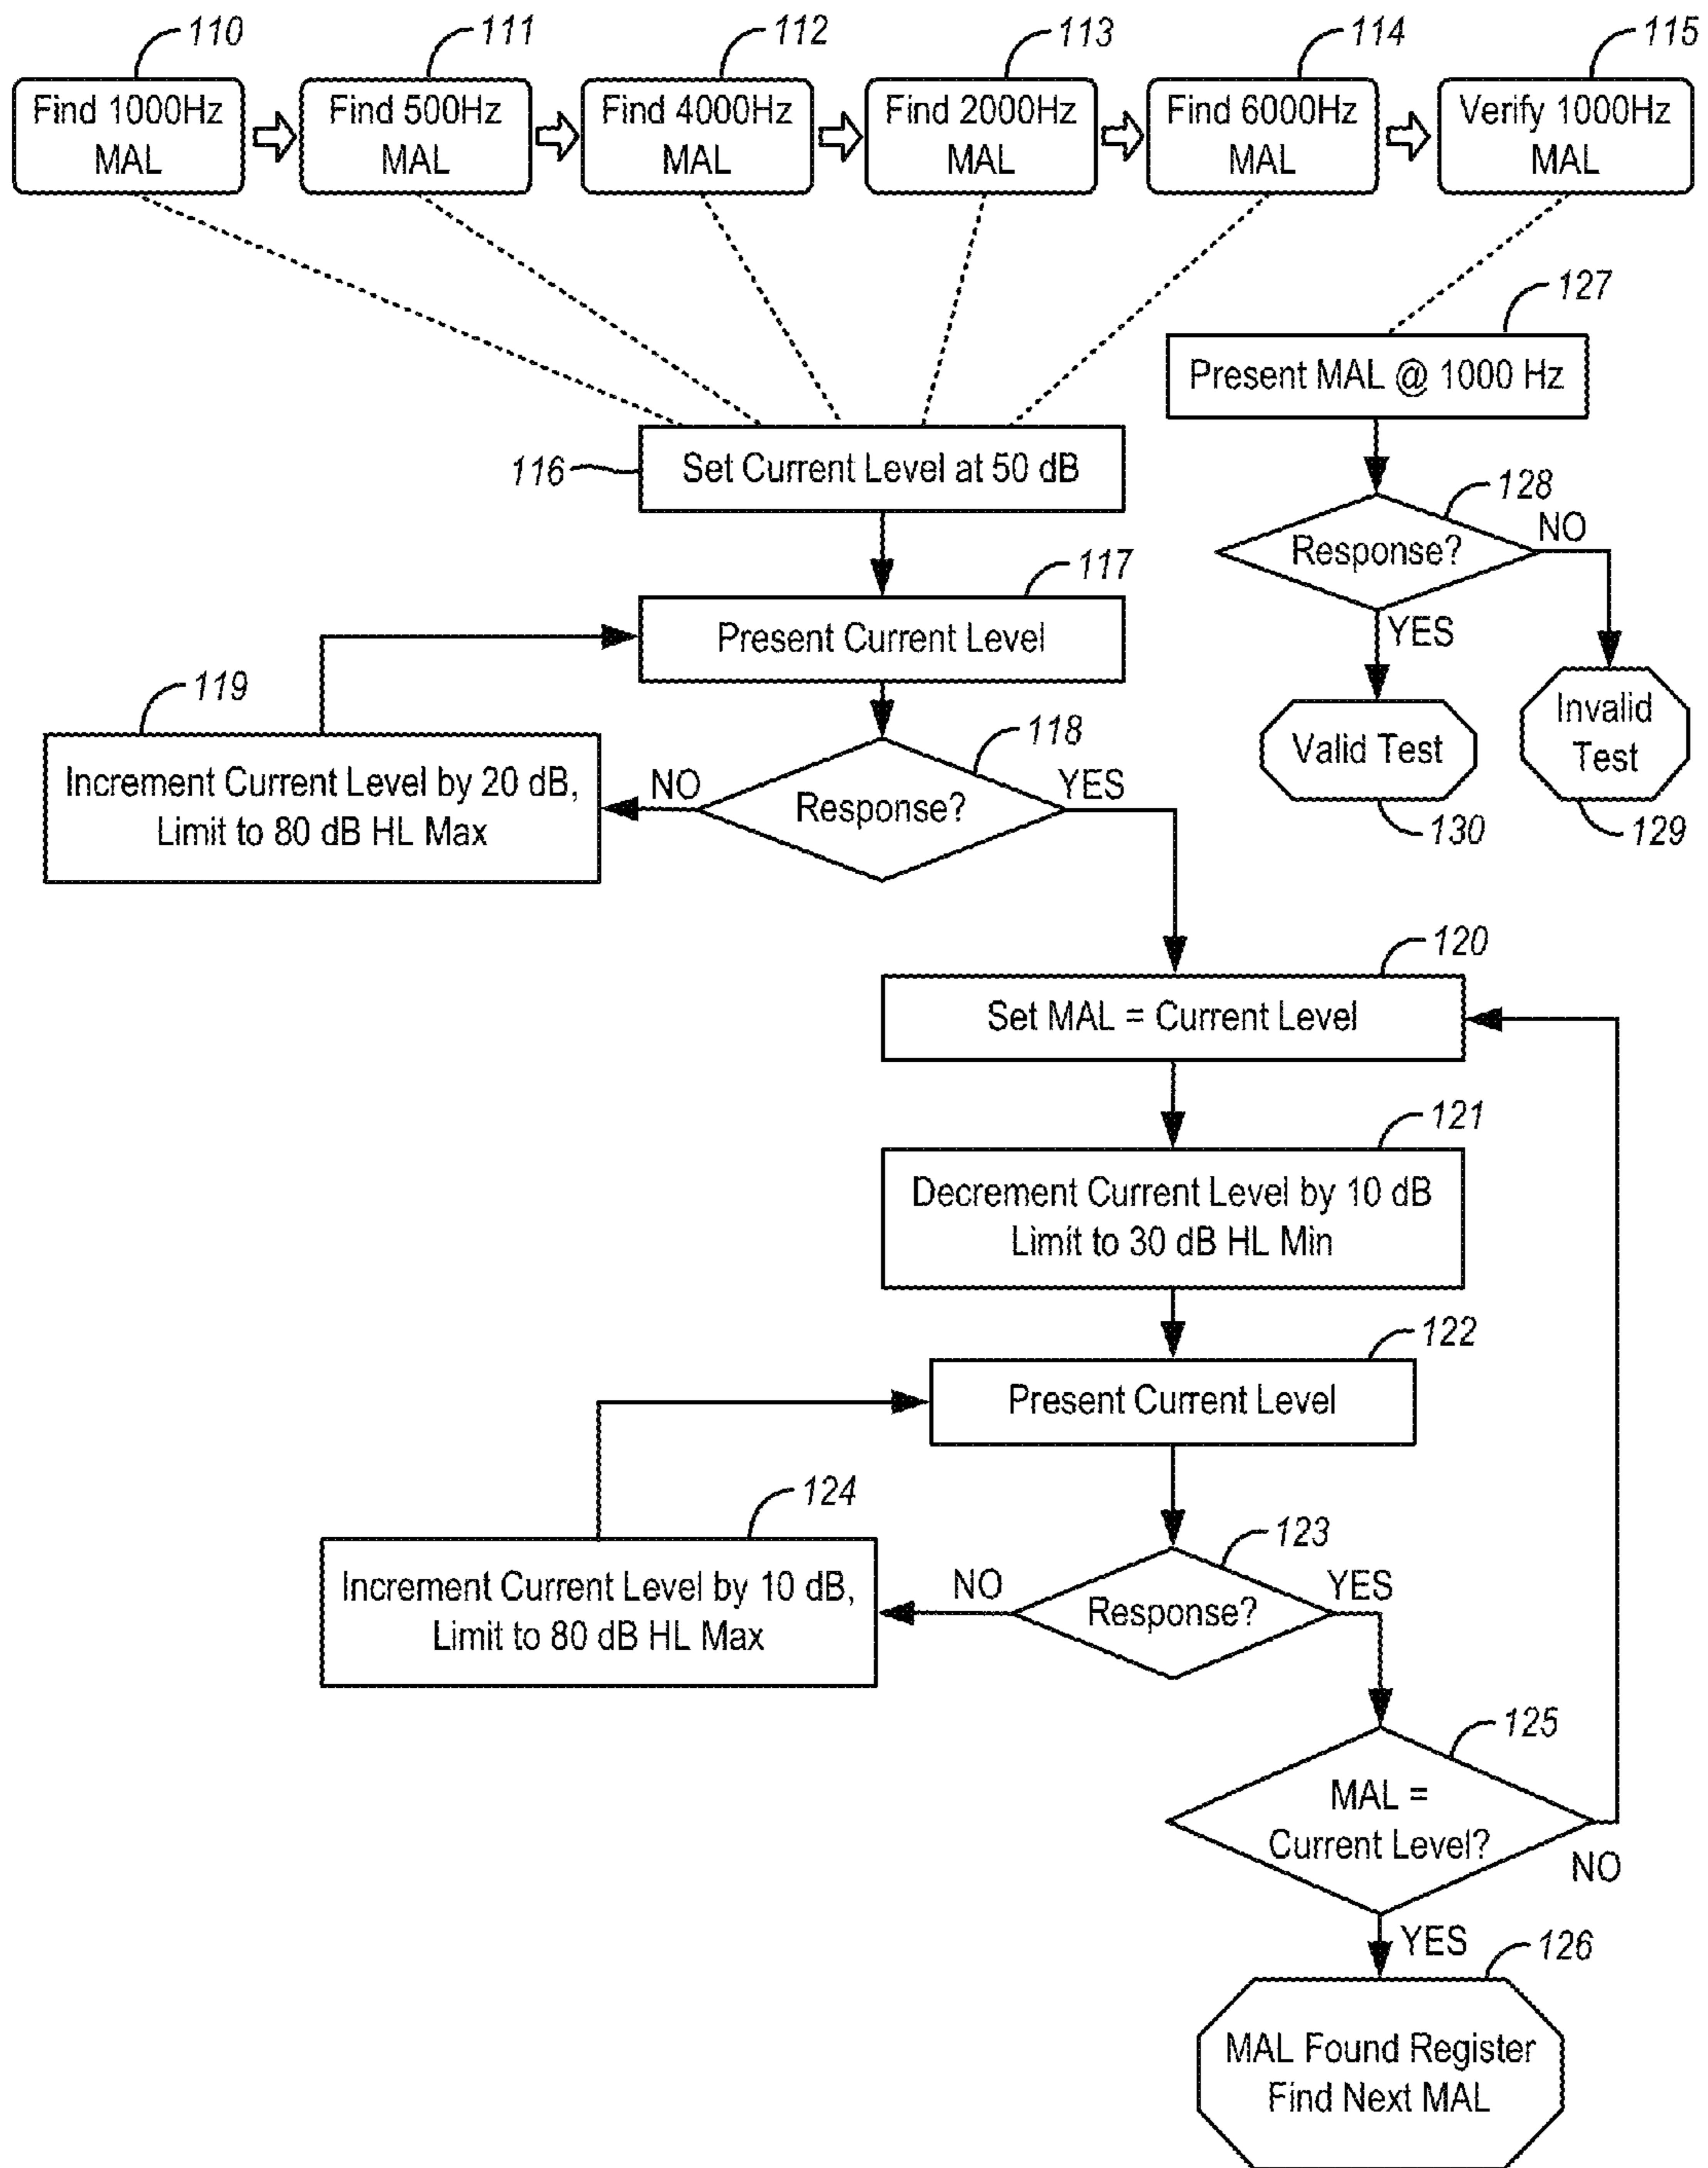 110
111
112
113
114
115
Find 1000Hz
MAL
Find 500Hz
MAL
Find 4000Hz
MAL
Find 2000Hz
MAL
Find 6000Hz
MAL
Verify 1000Hz
MAL
127
Present MAL @ 1000 Hz
116
Set Current Level at 50 dB
128
Response?
NO
YES
117
Present Current Level
119
Increment Current Level by 20 dB,
Limit to 80 dB HL Max
118
NO
Response?
YES
Valid Test
130
Invalid
Test
129
120
Set MAL = Current Level
121
Decrement Current Level by 10 dB
Limit to 30 dB HL Min
122
Present Current Level
124
Increment Current Level by 10 dB,
Limit to 80 dB HL Max
123
NO
Response?
YES
125
MAL =
Current Level?
NO
YES
126
MAL Found Register
Find Next MAL